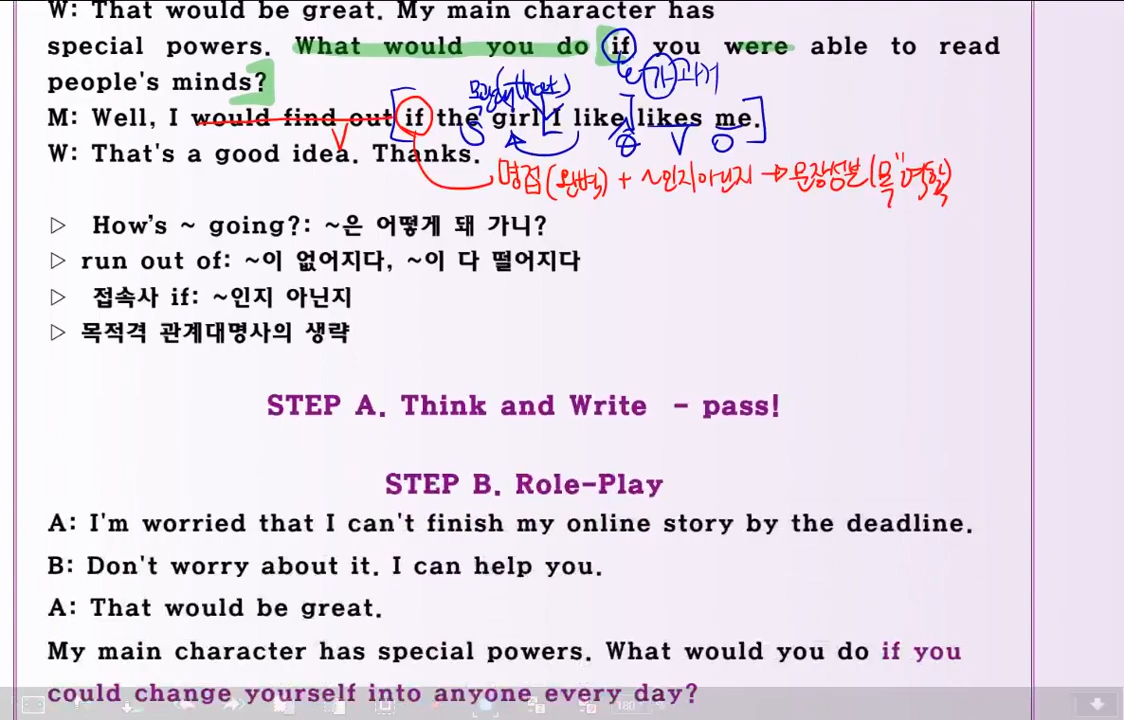 W: That would be great. My main character has
special powers. What would you do if you were able to read
people's minds?
가과거
목관(that)
M: Well, I would find out [if the girl I like] likes me.]
V S V O
W: That's a good idea. Thanks.
명접(완벽) + ~인지아닌지 → 문장성분(목"역할)
▷ How's ~ going?: ~은 어떻게 돼 가니?
▷ run out of: ~이 없어지다, ~이 다 떨어지다
▷ 접속사 if: ~인지 아닌지
▷ 목적격 관계대명사의 생략
STEP A. Think and Write - pass!
STEP B. Role-Play
A: I'm worried that I can't finish my online story by the deadline.
B: Don't worry about it. I can help you.
A: That would be great.
My main character has special powers. What would you do if you
could change yourself into anyone every day?
180